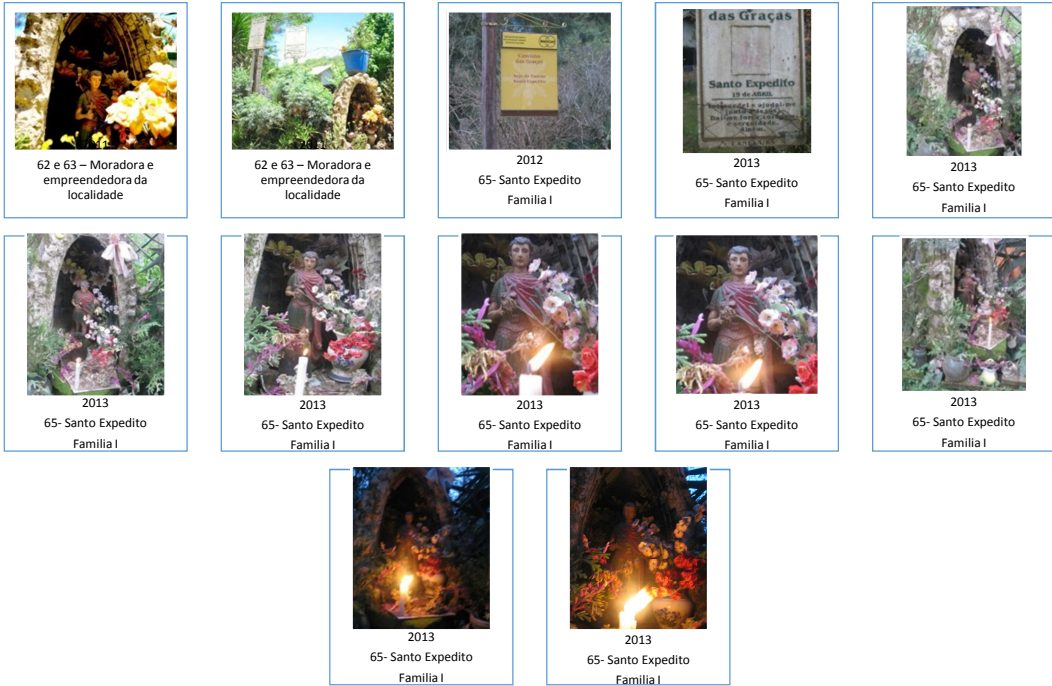 62 e 63 – Moradora e
empreendedora da
localidade
62 e 63 – Moradora e
empreendedora da
localidade
2012
65- Santo Expedito
Familia I
das Graças
Santo Expedito
19 de ABRIL
2013
65- Santo Expedito
Familia I
2013
65- Santo Expedito
Familia I
2013
65- Santo Expedito
Familia I
2013
65- Santo Expedito
Familia I
2013
65- Santo Expedito
Familia I
2013
65- Santo Expedito
Familia I
2013
65- Santo Expedito
Familia I
2013
65- Santo Expedito
Familia I
2013
65- Santo Expedito
Familia I